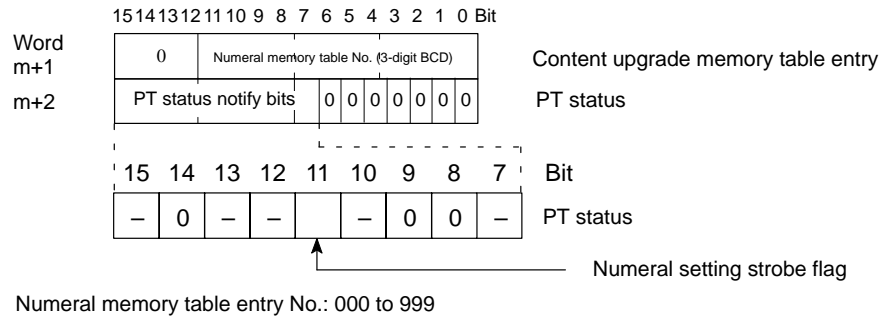 15 14 13 12 11 10 9 8 7 6 5 4 3 2 1 0 Bit
Word
m+1
0 Numeral memory table No. (3-digit BCD) Content upgrade memory table entry
m+2 PT status notify bits 0 0 0 0 0 0 0 PT status
15 14 13 12 11 10 9 8 7 Bit
– 0 – – – 0 0 – PT status
Numeral setting strobe flag
Numeral memory table entry No.: 000 to 999